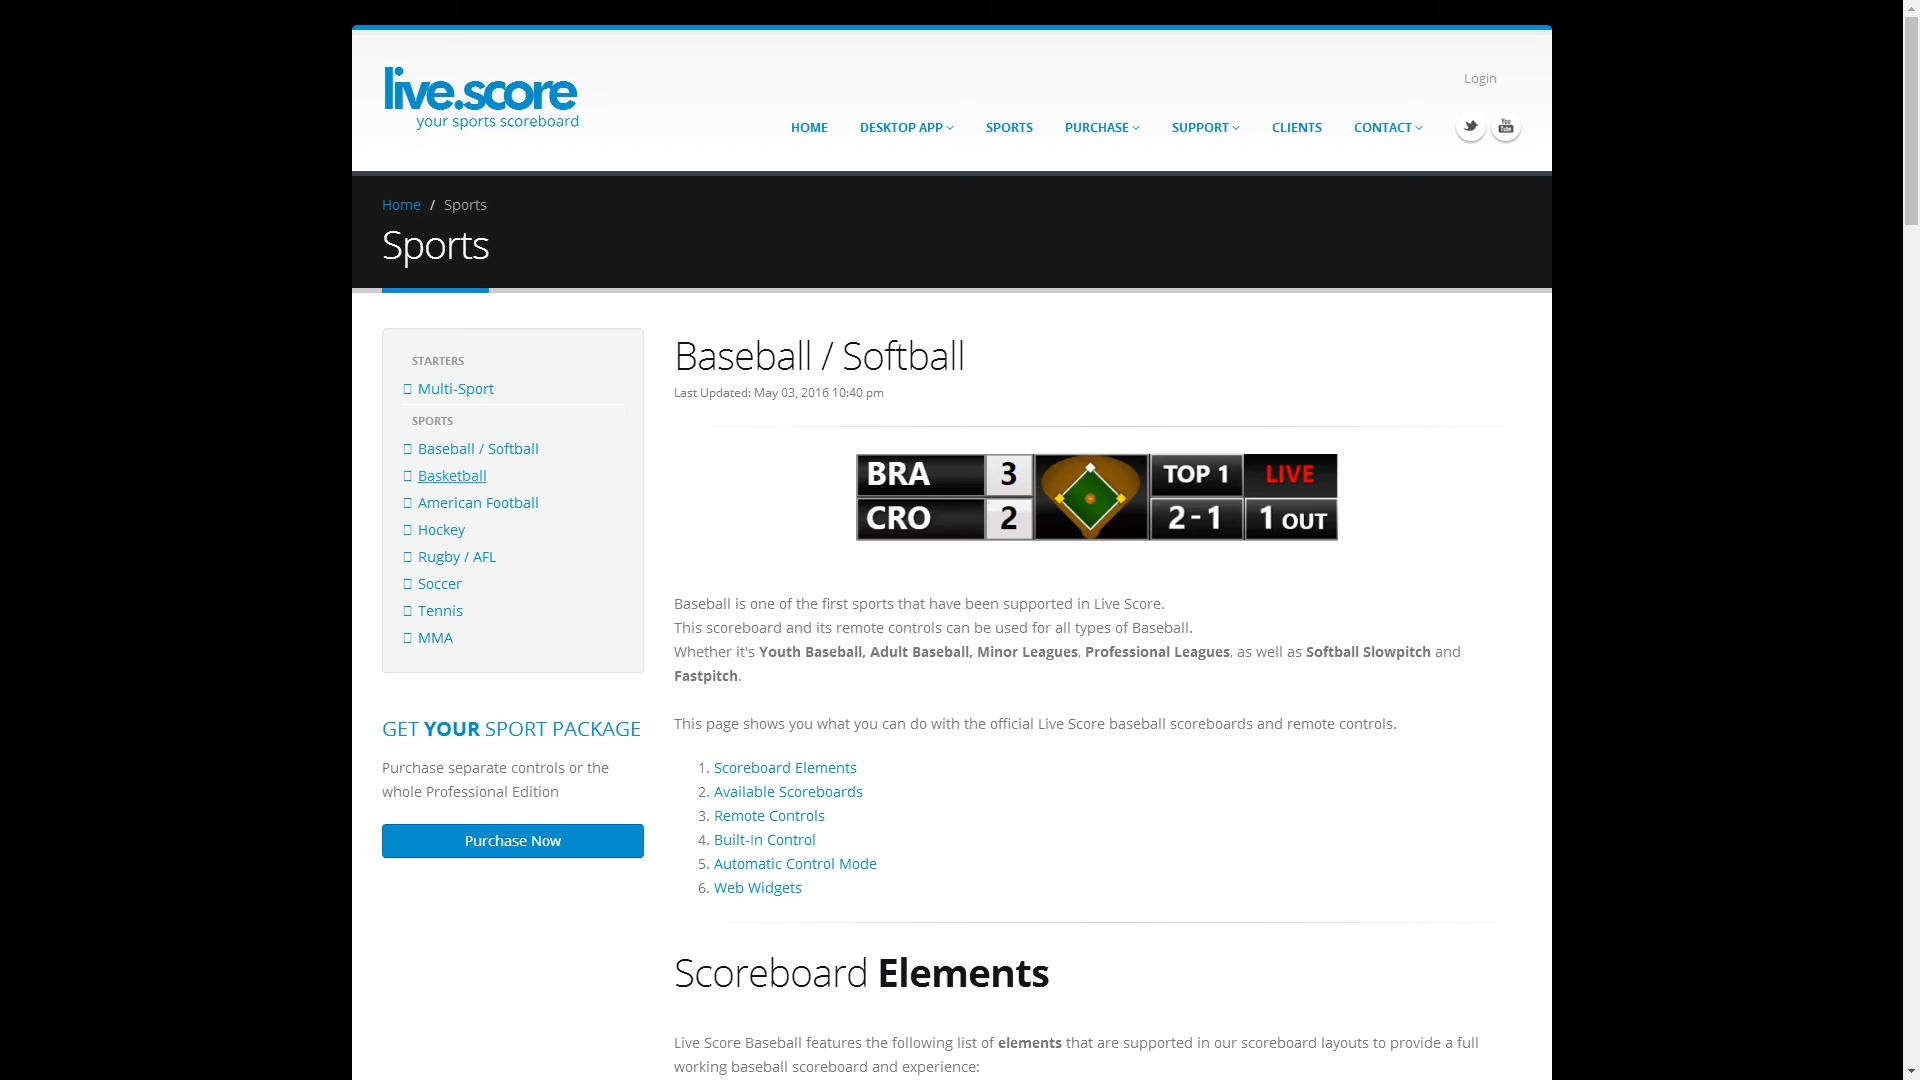 live.score
your sports scoreboard
Login
HOME
DESKTOP APP
SPORTS
PURCHASE
SUPPORT
CLIENTS
CONTACT
You Tube
Home / Sports
Sports
STARTERS
Multi-Sport
SPORTS
Baseball / Softball
Basketball
American Football
Hockey
Rugby / AFL
Soccer
Tennis
MMA
GET YOUR SPORT PACKAGE
Purchase separate controls or the
whole Professional Edition
Purchase Now
Baseball / Softball
Last Updated: May 03, 2016 10:40 pm
BRA 3 TOP 1 LIVE
CRO 2 2 - 1 1 OUT
Baseball is one of the first sports that have been supported in Live Score.
This scoreboard and its remote controls can be used for all types of Baseball.
Whether it's Youth Baseball, Adult Baseball, Minor Leagues, Professional Leagues, as well as Softball Slowpitch and
Fastpitch.
This page shows you what you can do with the official Live Score baseball scoreboards and remote controls.
1. Scoreboard Elements
2. Available Scoreboards
3. Remote Controls
4. Built-In Control
5. Automatic Control Mode
6. Web Widgets
Scoreboard Elements
Live Score Baseball features the following list of elements that are supported in our scoreboard layouts to provide a full
working baseball scoreboard and experience: